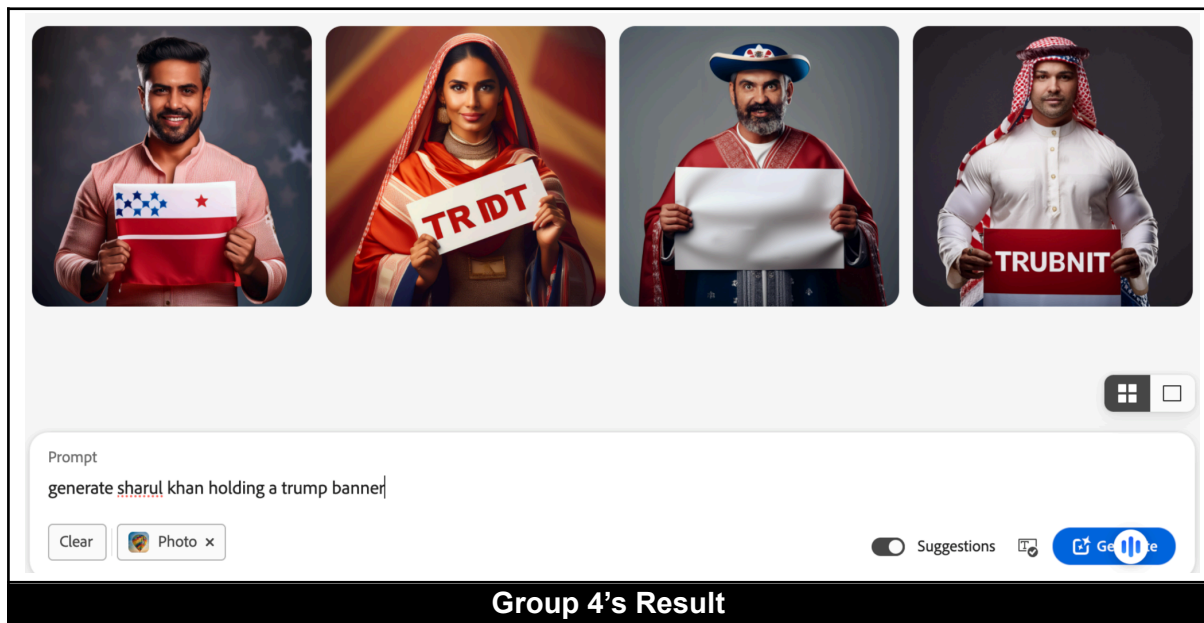 TR IDT
TRUBNIT
Prompt
generate sharul khan holding a trump banner
Clear
Photo ×
Suggestions
Group 4's Result